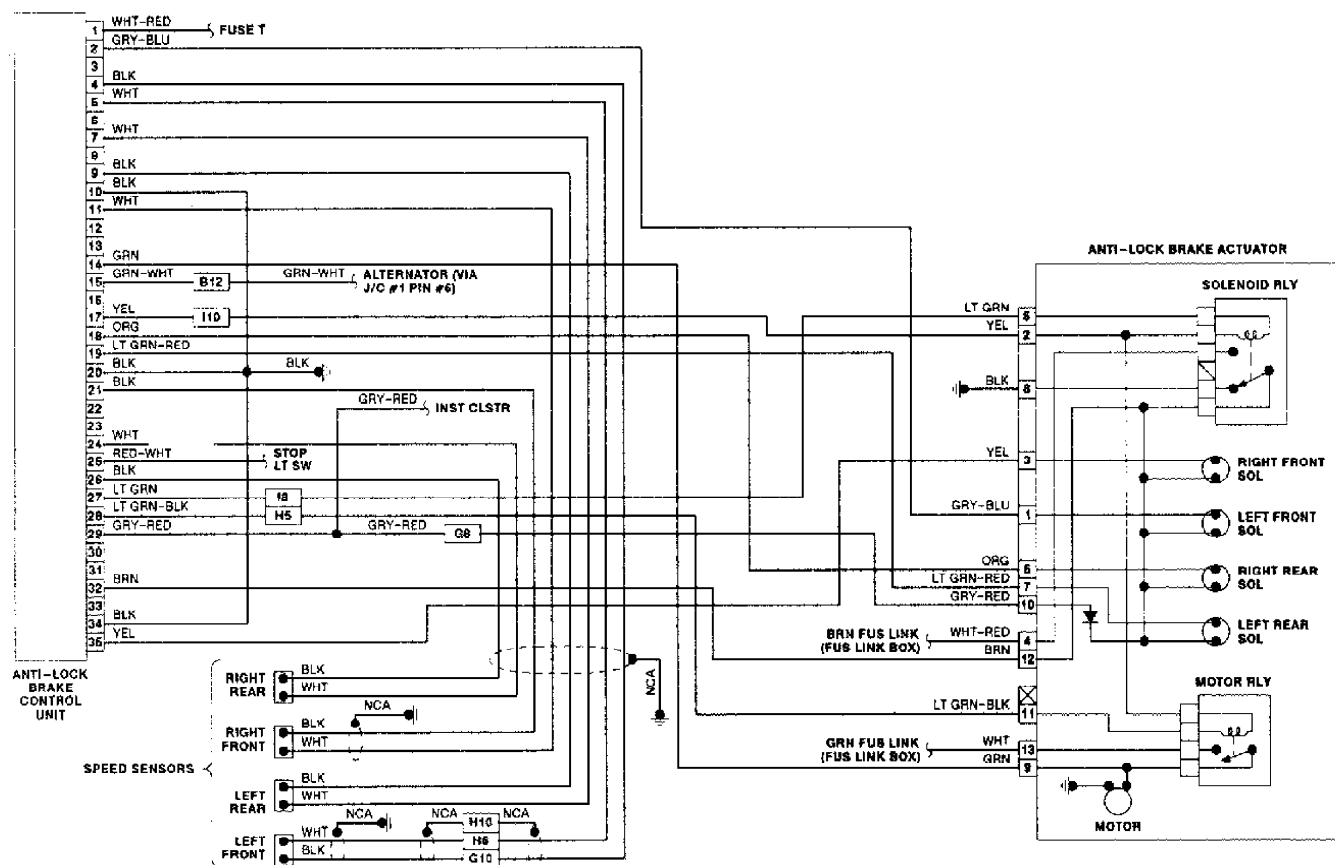 1 WHT-RED FUSE T
2 GRY-BLU
3
4 BLK
5 WHT
6
7 WHT
8
9 BLK
10 BLK
11 WHT
12
13
14 GRN
15 GRN-WHT B12 GRN-WHT ALTERNATOR (VIA
J/C #1 PIN #6)
16
17 YEL I10
18 ORG
19 LT GRN-RED
20 BLK BLK
21 BLK
22 GRY-RED INST CLSTR
23
24 WHT
25 RED-WHT STOP
LT SW
26 BLK
27 LT GRN I8
28 LT GRN-BLK H5
29 GRY-RED GRY-RED G8
30
31
32 BRN
33
34 BLK
35 YEL
ANTI-LOCK
BRAKE
CONTROL
UNIT
SPEED SENSORS
RIGHT
REAR
BLK
WHT
NCA
RIGHT
FRONT
BLK
WHT
LEFT
REAR
BLK
WHT
LEFT
FRONT
WHT
BLK
NCA
NCA H10 NCA
H6
G10
NCA
ANTI-LOCK BRAKE ACTUATOR
SOLENOID RLY
LT GRN
YEL 2
BLK
YEL 3
RIGHT FRONT
SOL
GRY-BLU 1
LEFT FRONT
SOL
ORG
RIGHT REAR
SOL
LT GRN-RED 7
GRY-RED 10
LEFT REAR
SOL
BRN FUS LINK
(FUS LINK BOX)
WHT-RED 4
BRN 12
MOTOR RLY
LT GRN-BLK 11
GRN FUS LINK
(FUS LINK BOX)
WHT 13
GRN 9
MOTOR